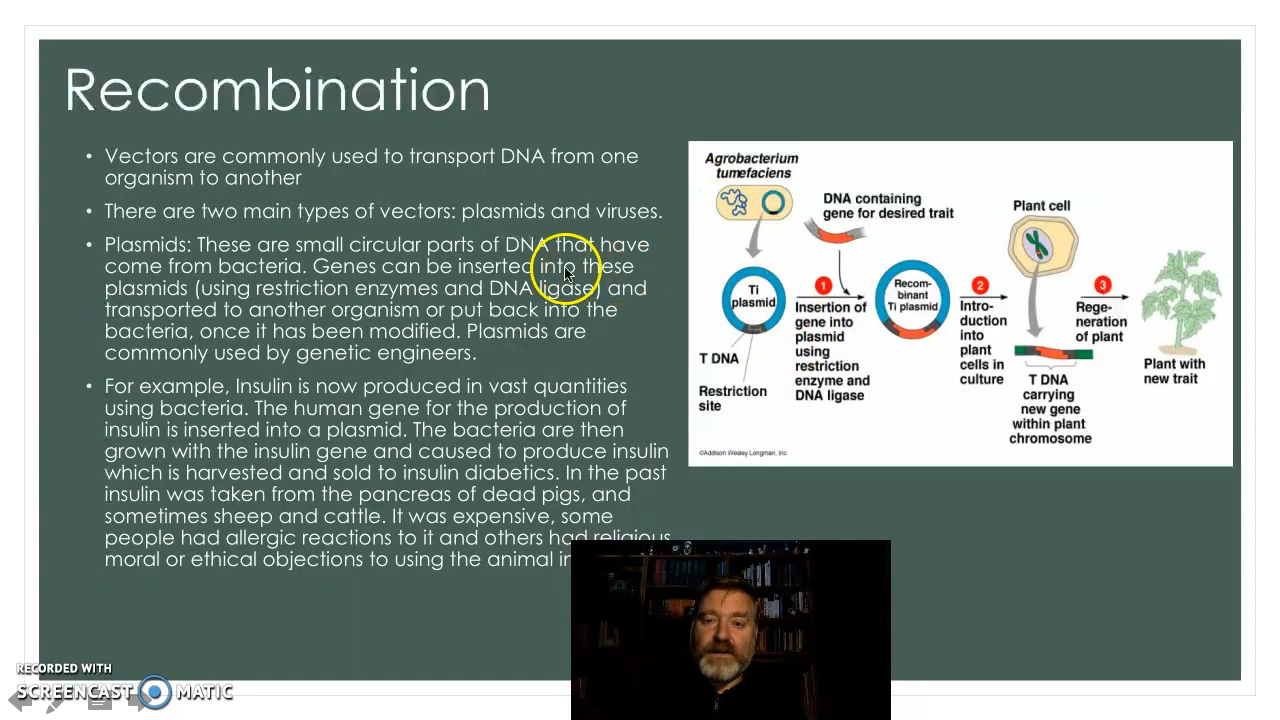 Recombination
• Vectors are commonly used to transport DNA from one
organism to another
• There are two main types of vectors: plasmids and viruses.
• Plasmids: These are small circular parts of DNA that have
come from bacteria. Genes can be inserted into these
plasmids (using restriction enzymes and DNA ligase) and
transported to another organism or put back into the
bacteria, once it has been modified. Plasmids are
commonly used by genetic engineers.
• For example, Insulin is now produced in vast quantities
using bacteria. The human gene for the production of
insulin is inserted into a plasmid. The bacteria are then
grown with the insulin gene and caused to produce insulin
which is harvested and sold to insulin diabetics. In the past
insulin was taken from the pancreas of dead pigs, and
sometimes sheep and cattle. It was expensive, some
people had allergic reactions to it and others had religious
moral or ethical objections to using the animal
Agrobacterium
tumefaciens
DNA containing
gene for desired trait
Plant cell
Ti
plasmid
1
Insertion of
gene into
plasmid
using
restriction
enzyme and
DNA ligase
Recom-
binant
Ti plasmid
2
Intro-
duction
into
plant
cells in
culture
3
Rege-
neration
of plant
T DNA
Restriction
site
T DNA
carrying
new gene
within plant
chromosome
Plant with
new trait
©Addison Wesley Longman, Inc.
RECORDED WITH
SCREENCAST MATIC